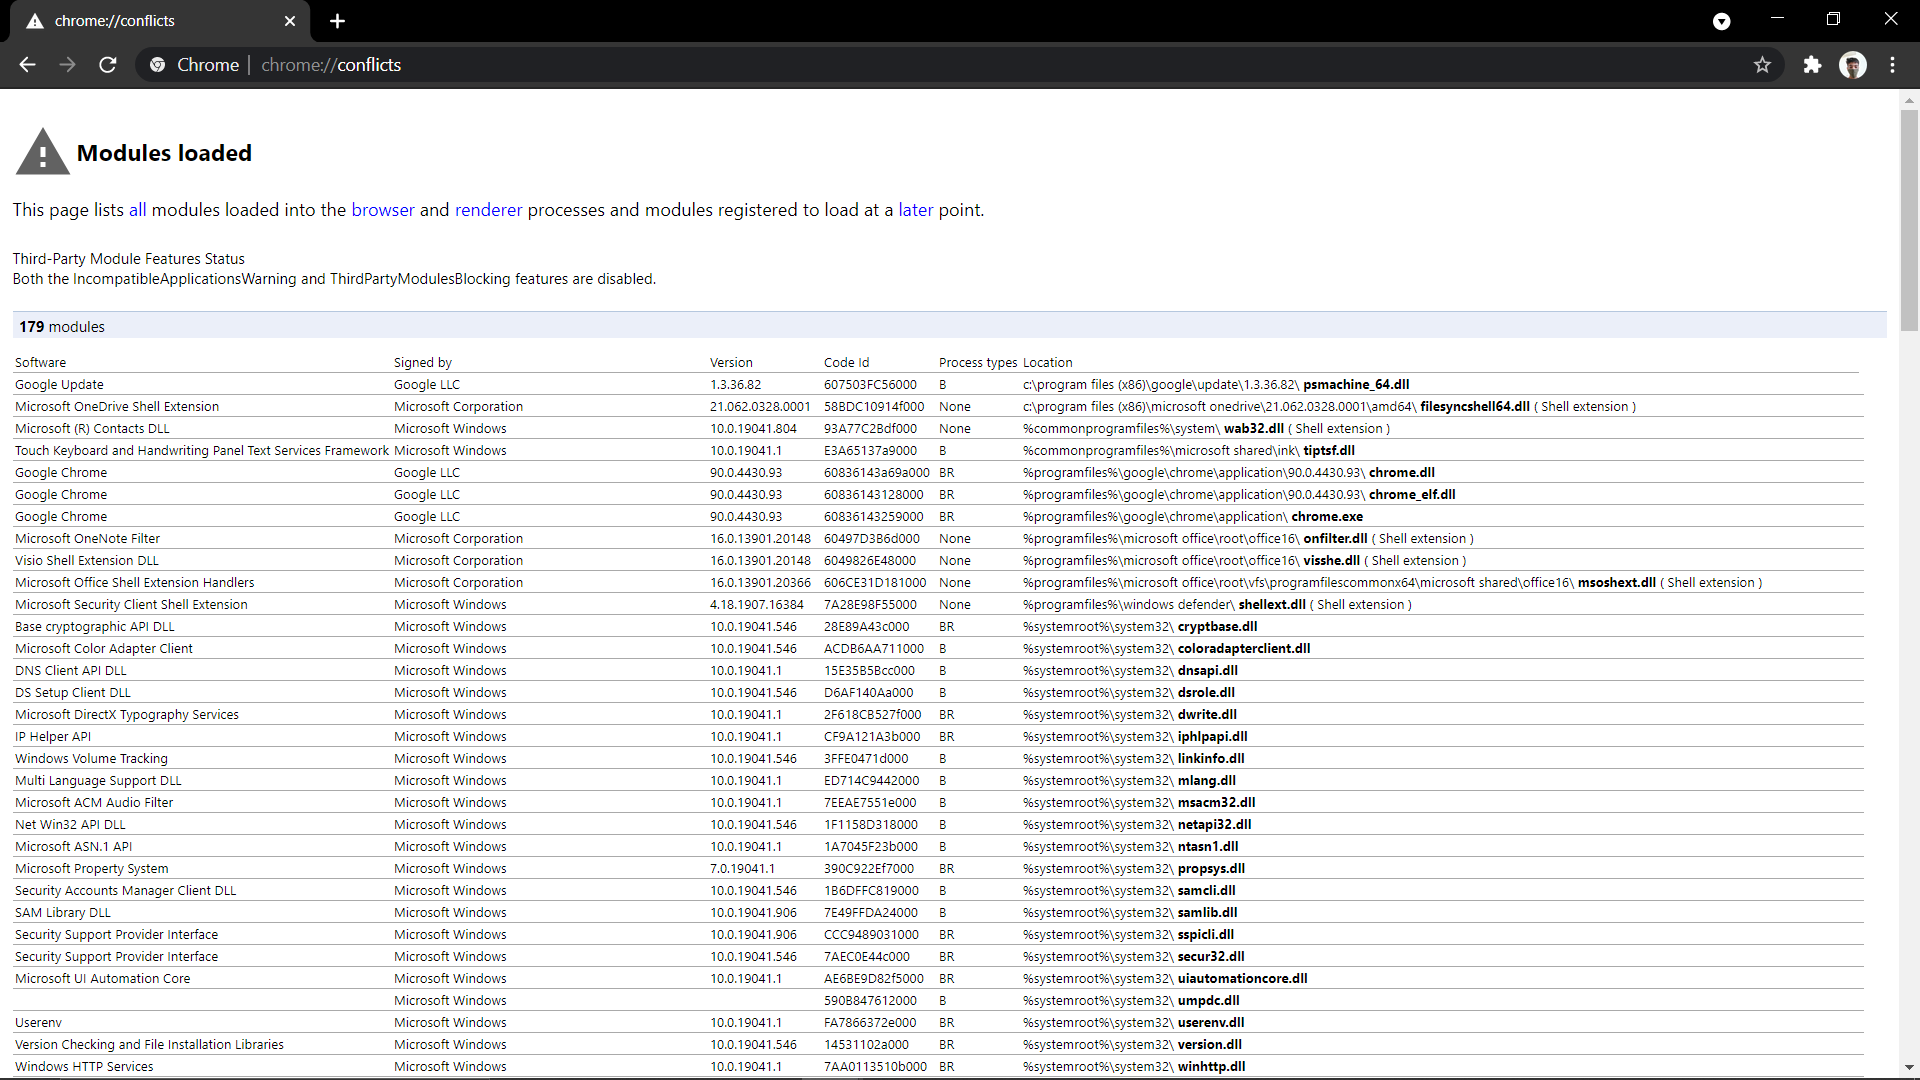 chrome://conflicts
Chrome | chrome://conflicts
Modules loaded
This page lists all modules loaded into the browser and renderer processes and modules registered to load at a later point.
Third-Party Module Features Status
Both the IncompatibleApplicationsWarning and ThirdPartyModulesBlocking features are disabled.
179 modules
Software Signed by Version Code Id Process types Location
Google Update Google LLC 1.3.36.82 607503FC56000 B c:\program files (x86)\google\update\1.3.36.82\ psmachine_64.dll
Microsoft OneDrive Shell Extension Microsoft Corporation 21.062.0328.0001 58BDC10914f000 None c:\program files (x86)\microsoft onedrive\21.062.0328.0001\amd64\ filesyncshell64.dll ( Shell extension )
Microsoft (R) Contacts DLL Microsoft Windows 10.0.19041.804 93A77C2Bdf000 None %commonprogramfiles%\system\ wab32.dll ( Shell extension )
Touch Keyboard and Handwriting Panel Text Services Framework Microsoft Windows 10.0.19041.1 E3A65137a9000 B %commonprogramfiles%\microsoft shared\ink\ tiptsf.dll
Google Chrome Google LLC 90.0.4430.93 60836143a69a000 BR %programfiles%\google\chrome\application\90.0.4430.93\ chrome.dll
Google Chrome Google LLC 90.0.4430.93 60836143128000 BR %programfiles%\google\chrome\application\90.0.4430.93\ chrome_elf.dll
Google Chrome Google LLC 90.0.4430.93 60836143259000 BR %programfiles%\google\chrome\application\ chrome.exe
Microsoft OneNote Filter Microsoft Corporation 16.0.13901.20148 60497D3B6d000 None %programfiles%\microsoft office\root\office16\ onfilter.dll ( Shell extension )
Visio Shell Extension DLL Microsoft Corporation 16.0.13901.20148 6049826E48000 None %programfiles%\microsoft office\root\office16\ visshe.dll ( Shell extension )
Microsoft Office Shell Extension Handlers Microsoft Corporation 16.0.13901.20366 606CE31D181000 None %programfiles%\microsoft office\root\vfs\programfilescommonx64\microsoft shared\office16\ msoshext.dll ( Shell extension )
Microsoft Security Client Shell Extension Microsoft Windows 4.18.1907.16384 7A28E98F55000 None %programfiles%\windows defender\ shellext.dll ( Shell extension )
Base cryptographic API DLL Microsoft Windows 10.0.19041.546 28E89A43c000 BR %systemroot%\system32\ cryptbase.dll
Microsoft Color Adapter Client Microsoft Windows 10.0.19041.546 ACDB6AA711000 B %systemroot%\system32\ coloradapterclient.dll
DNS Client API DLL Microsoft Windows 10.0.19041.1 15E35B5Bcc000 B %systemroot%\system32\ dnsapi.dll
DS Setup Client DLL Microsoft Windows 10.0.19041.546 D6AF140Aa000 B %systemroot%\system32\ dsrole.dll
Microsoft DirectX Typography Services Microsoft Windows 10.0.19041.1 2F618CB527f000 BR %systemroot%\system32\ dwrite.dll
IP Helper API Microsoft Windows 10.0.19041.1 CF9A121A3b000 BR %systemroot%\system32\ iphlpapi.dll
Windows Volume Tracking Microsoft Windows 10.0.19041.546 3FFE0471d000 B %systemroot%\system32\ linkinfo.dll
Multi Language Support DLL Microsoft Windows 10.0.19041.1 ED714C9442000 B %systemroot%\system32\ mlang.dll
Microsoft ACM Audio Filter Microsoft Windows 10.0.19041.1 7EEAE7551e000 B %systemroot%\system32\ msacm32.dll
Net Win32 API DLL Microsoft Windows 10.0.19041.546 1F1158D318000 B %systemroot%\system32\ netapi32.dll
Microsoft ASN.1 API Microsoft Windows 10.0.19041.1 1A7045F23b000 B %systemroot%\system32\ ntasn1.dll
Microsoft Property System Microsoft Windows 7.0.19041.1 390C922Ef7000 BR %systemroot%\system32\ propsys.dll
Security Accounts Manager Client DLL Microsoft Windows 10.0.19041.546 1B6DFFC819000 B %systemroot%\system32\ samcli.dll
SAM Library DLL Microsoft Windows 10.0.19041.906 7E49FFDA24000 B %systemroot%\system32\ samlib.dll
Security Support Provider Interface Microsoft Windows 10.0.19041.906 CCC9489031000 BR %systemroot%\system32\ sspicli.dll
Security Support Provider Interface Microsoft Windows 10.0.19041.546 7AEC0E44c000 BR %systemroot%\system32\ secur32.dll
Microsoft UI Automation Core Microsoft Windows 10.0.19041.1 AE6BE9D82f5000 BR %systemroot%\system32\ uiautomationcore.dll
Microsoft Windows 590B847612000 B %systemroot%\system32\ umpdc.dll
Userenv Microsoft Windows 10.0.19041.1 FA7866372e000 BR %systemroot%\system32\ userenv.dll
Version Checking and File Installation Libraries Microsoft Windows 10.0.19041.546 14531102a000 BR %systemroot%\system32\ version.dll
Windows HTTP Services Microsoft Windows 10.0.19041.1 7AA0113510b000 BR %systemroot%\system32\ winhttp.dll